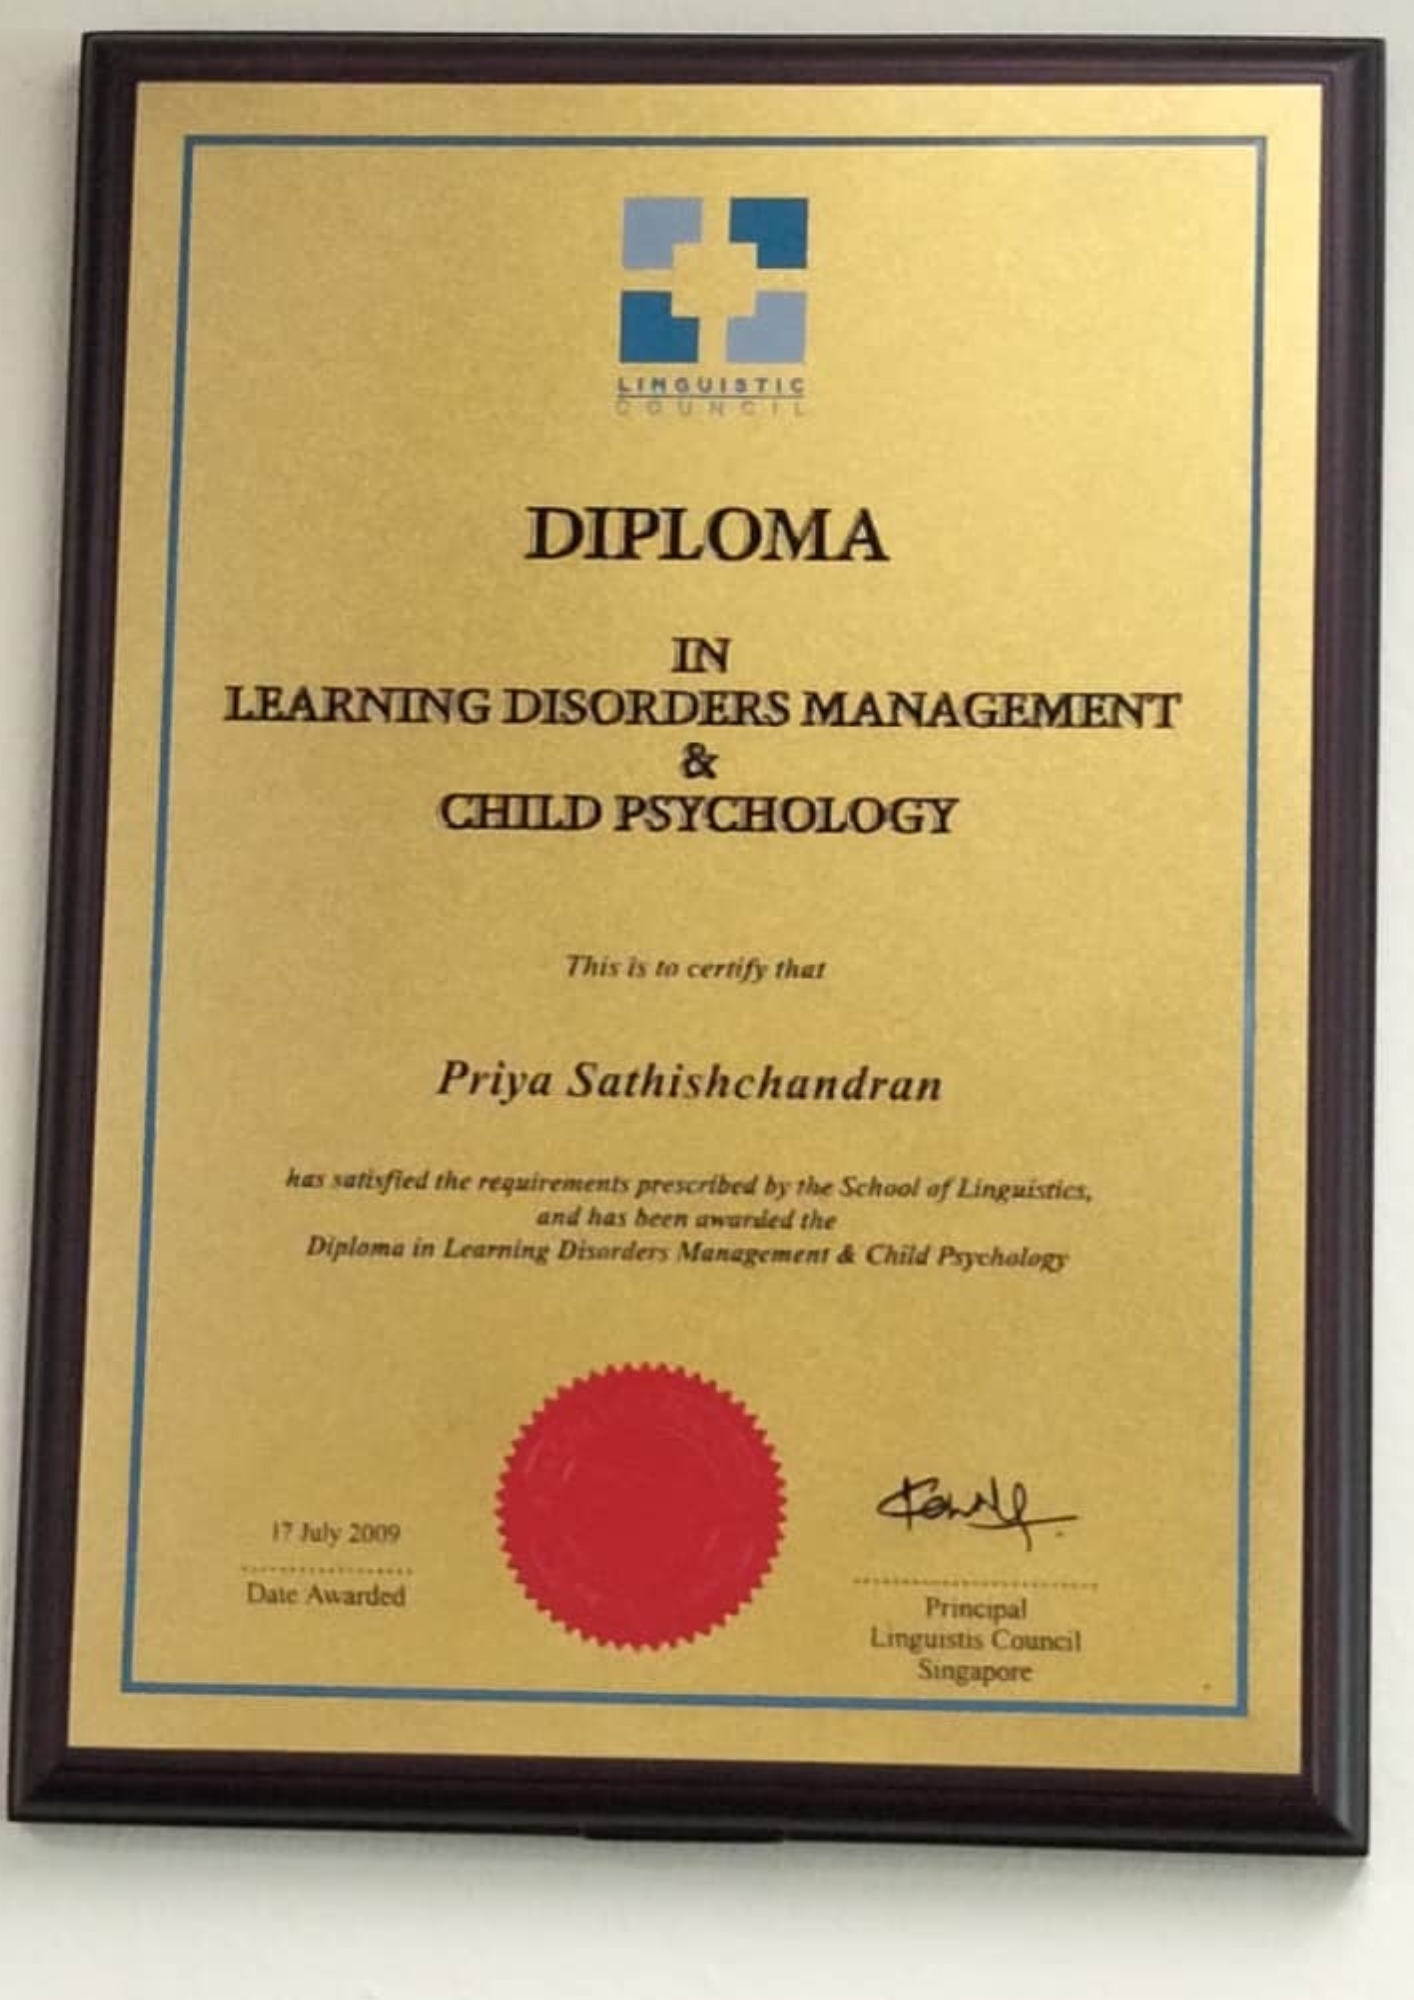 LINGUISTIC
COUNCIL
DIPLOMA
IN
LEARNING DISORDERS MANAGEMENT
&
CHILD PSYCHOLOGY
This is to certify that
Priya Sathishchandran
has satisfied the requirements prescribed by the School of Linguistics,
and has been awarded the
Diploma in Learning Disorders Management & Child Psychology
17 July 2009
Date Awarded
Principal
Linguistis Council
Singapore